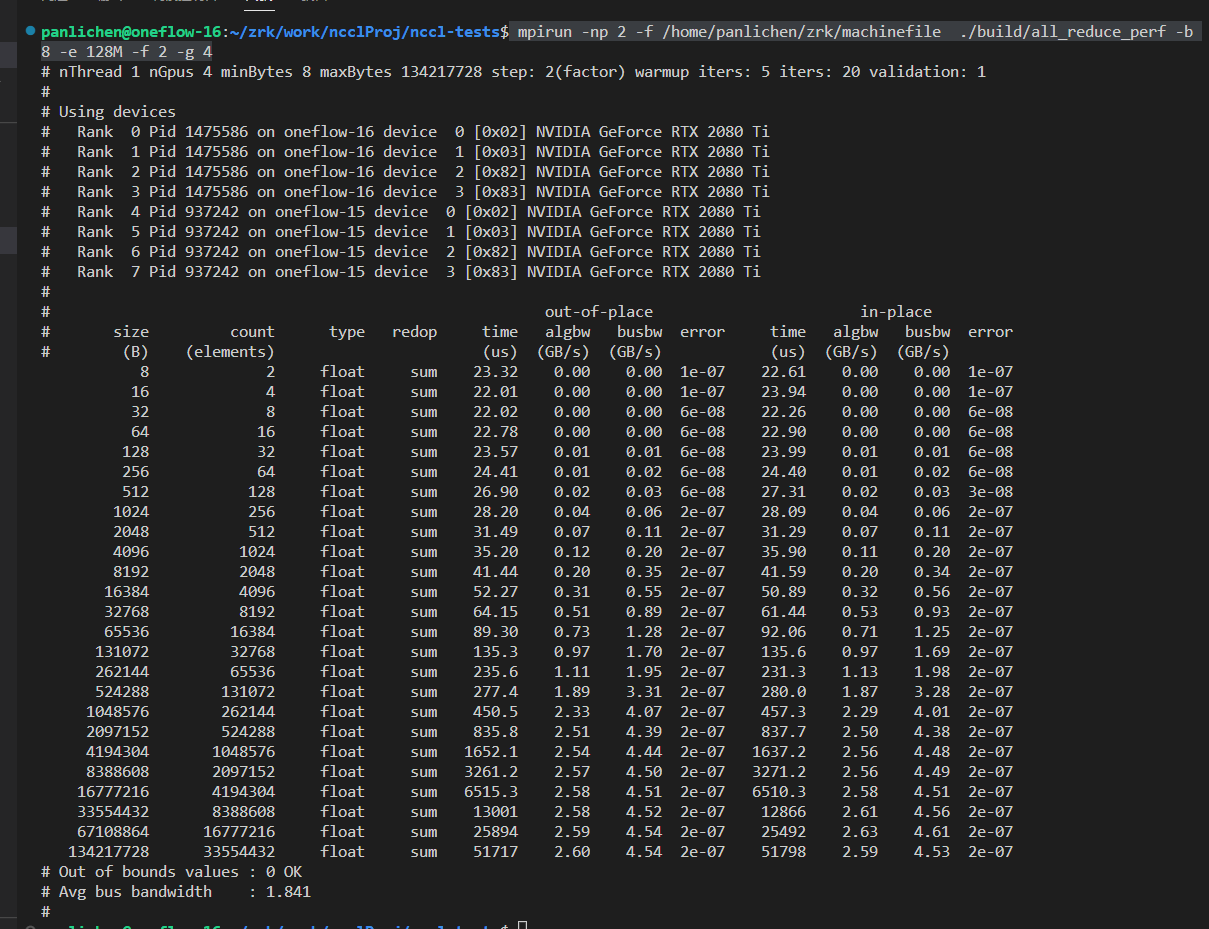 panlichen@oneflow-16:~/zrk/work/ncclProj/nccl-tests$ mpirun -np 2 -f /home/panlichen/zrk/machinefile  ./build/all_reduce_perf -b
8 -e 128M -f 2 -g 4
# nThread 1 nGpus 4 minBytes 8 maxBytes 134217728 step: 2(factor) warmup iters: 5 iters: 20 validation: 1
#
# Using devices
#   Rank  0 Pid 1475586 on oneflow-16 device  0 [0x02] NVIDIA GeForce RTX 2080 Ti
#   Rank  1 Pid 1475586 on oneflow-16 device  1 [0x03] NVIDIA GeForce RTX 2080 Ti
#   Rank  2 Pid 1475586 on oneflow-16 device  2 [0x82] NVIDIA GeForce RTX 2080 Ti
#   Rank  3 Pid 1475586 on oneflow-16 device  3 [0x83] NVIDIA GeForce RTX 2080 Ti
#   Rank  4 Pid 937242 on oneflow-15 device  0 [0x02] NVIDIA GeForce RTX 2080 Ti
#   Rank  5 Pid 937242 on oneflow-15 device  1 [0x03] NVIDIA GeForce RTX 2080 Ti
#   Rank  6 Pid 937242 on oneflow-15 device  2 [0x82] NVIDIA GeForce RTX 2080 Ti
#   Rank  7 Pid 937242 on oneflow-15 device  3 [0x83] NVIDIA GeForce RTX 2080 Ti
#
# out-of-place in-place
# size count type redop time algbw busbw error time algbw busbw error
# (B) (elements) (us) (GB/s) (GB/s) (us) (GB/s) (GB/s)
8 2 float sum 23.32 0.00 0.00 1e-07 22.61 0.00 0.00 1e-07
16 4 float sum 22.01 0.00 0.00 1e-07 23.94 0.00 0.00 1e-07
32 8 float sum 22.02 0.00 0.00 6e-08 22.26 0.00 0.00 6e-08
64 16 float sum 22.78 0.00 0.00 6e-08 22.90 0.00 0.00 6e-08
128 32 float sum 23.57 0.01 0.01 6e-08 23.99 0.01 0.01 6e-08
256 64 float sum 24.41 0.01 0.02 6e-08 24.40 0.01 0.02 6e-08
512 128 float sum 26.90 0.02 0.03 6e-08 27.31 0.02 0.03 3e-08
1024 256 float sum 28.20 0.04 0.06 2e-07 28.09 0.04 0.06 2e-07
2048 512 float sum 31.49 0.07 0.11 2e-07 31.29 0.07 0.11 2e-07
4096 1024 float sum 35.20 0.12 0.20 2e-07 35.90 0.11 0.20 2e-07
8192 2048 float sum 41.44 0.20 0.35 2e-07 41.59 0.20 0.34 2e-07
16384 4096 float sum 52.27 0.31 0.55 2e-07 50.89 0.32 0.56 2e-07
32768 8192 float sum 64.15 0.51 0.89 2e-07 61.44 0.53 0.93 2e-07
65536 16384 float sum 89.30 0.73 1.28 2e-07 92.06 0.71 1.25 2e-07
131072 32768 float sum 135.3 0.97 1.70 2e-07 135.6 0.97 1.69 2e-07
262144 65536 float sum 235.6 1.11 1.95 2e-07 231.3 1.13 1.98 2e-07
524288 131072 float sum 277.4 1.89 3.31 2e-07 280.0 1.87 3.28 2e-07
1048576 262144 float sum 450.5 2.33 4.07 2e-07 457.3 2.29 4.01 2e-07
2097152 524288 float sum 835.8 2.51 4.39 2e-07 837.7 2.50 4.38 2e-07
4194304 1048576 float sum 1652.1 2.54 4.44 2e-07 1637.2 2.56 4.48 2e-07
8388608 2097152 float sum 3261.2 2.57 4.50 2e-07 3271.2 2.56 4.49 2e-07
16777216 4194304 float sum 6515.3 2.58 4.51 2e-07 6510.3 2.58 4.51 2e-07
33554432 8388608 float sum 13001 2.58 4.52 2e-07 12866 2.61 4.56 2e-07
67108864 16777216 float sum 25894 2.59 4.54 2e-07 25492 2.63 4.61 2e-07
134217728 33554432 float sum 51717 2.60 4.54 2e-07 51798 2.59 4.53 2e-07
# Out of bounds values : 0 OK
# Avg bus bandwidth    : 1.841
#